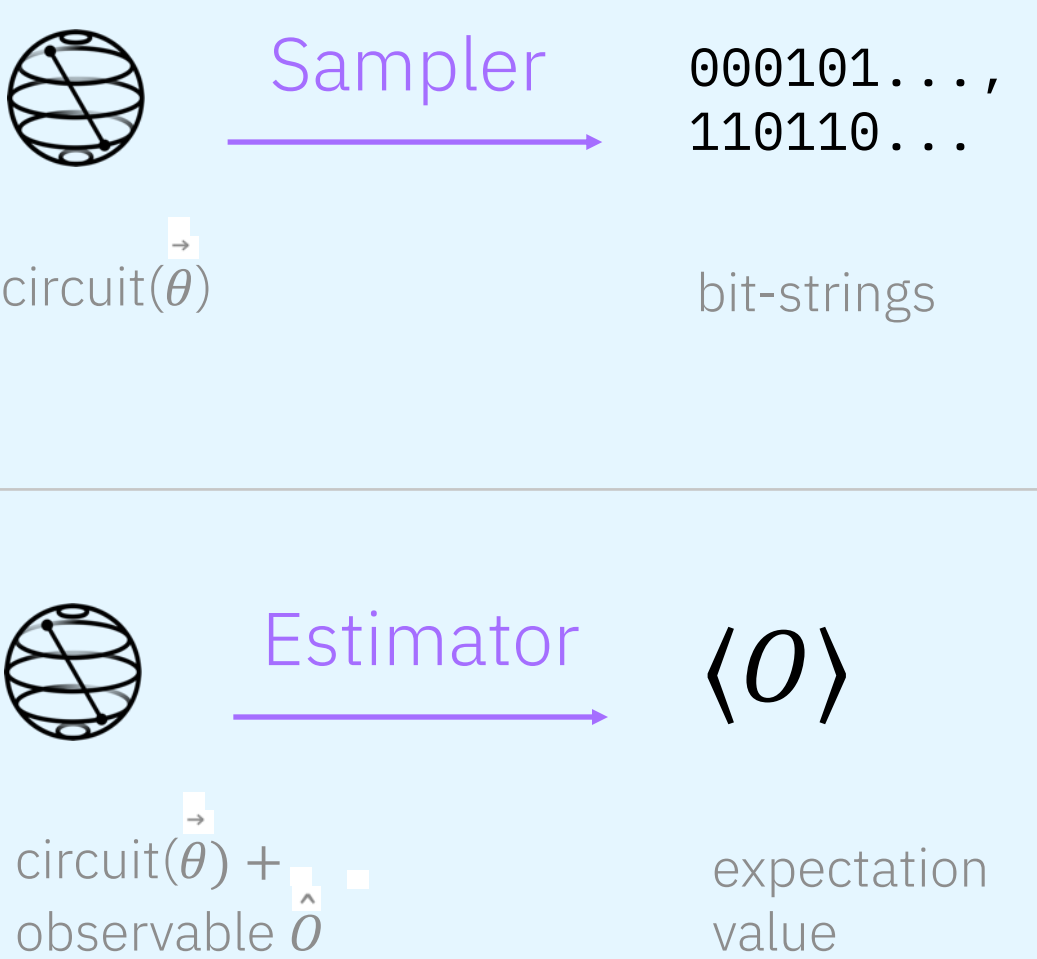 Sampler
000101...,
110110...
circuit(θ⃗)
bit-strings
Estimator
⟨O⟩
circuit(θ⃗) +
observable Ô
expectation
value